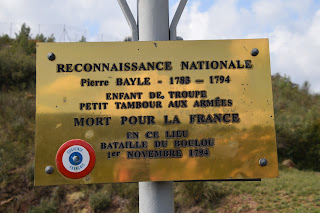 RECONNAISSANCE NATIONALE
Pierre BAYLE - 1783 - 1794
ENFANT DE TROUPE
PETIT TAMBOUR AUX ARMÉES
MORT POUR LA FRANCE
EN CE LIEU
BATAILLE DU BOULOU
1er NOVEMBRE 1794